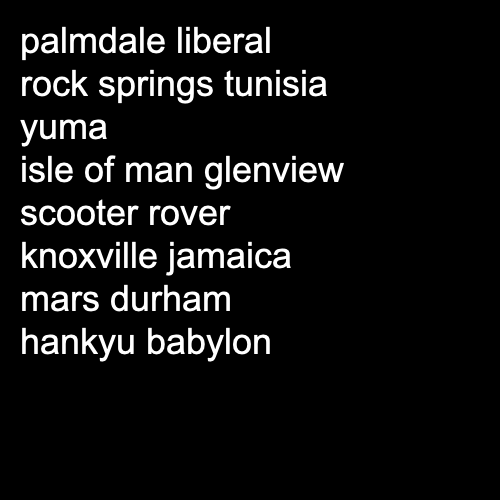 palmdale liberal
rock springs tunisia
yuma
isle of man glenview
scooter rover
knoxville jamaica
mars durham
hankyu babylon